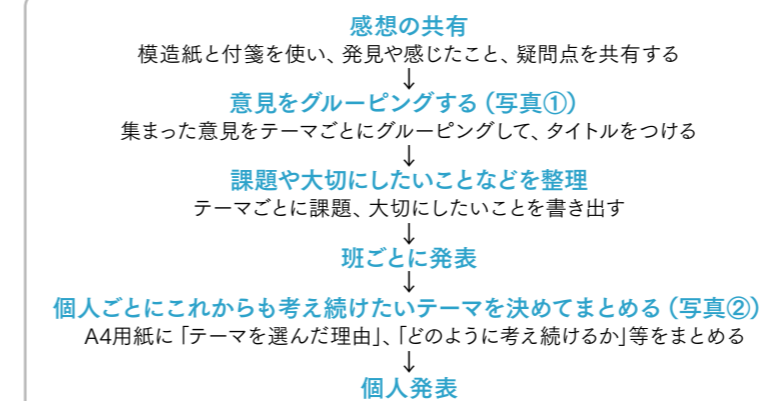 感想の共有
模造紙と付箋を使い、発見や感じたこと、疑問点を共有する
↓
意見をグルーピングする（写真①）
集まった意見をテーマごとにグルーピングして、タイトルをつける
↓
課題や大切にしたいことなどを整理
テーマごとに課題、大切にしたいことを書き出す
↓
班ごとに発表
↓
個人ごとにこれからも考え続けたいテーマを決めてまとめる（写真②）
A4用紙に「テーマを選んだ理由」、「どのように考え続けるか」等をまとめる
↓
個人発表